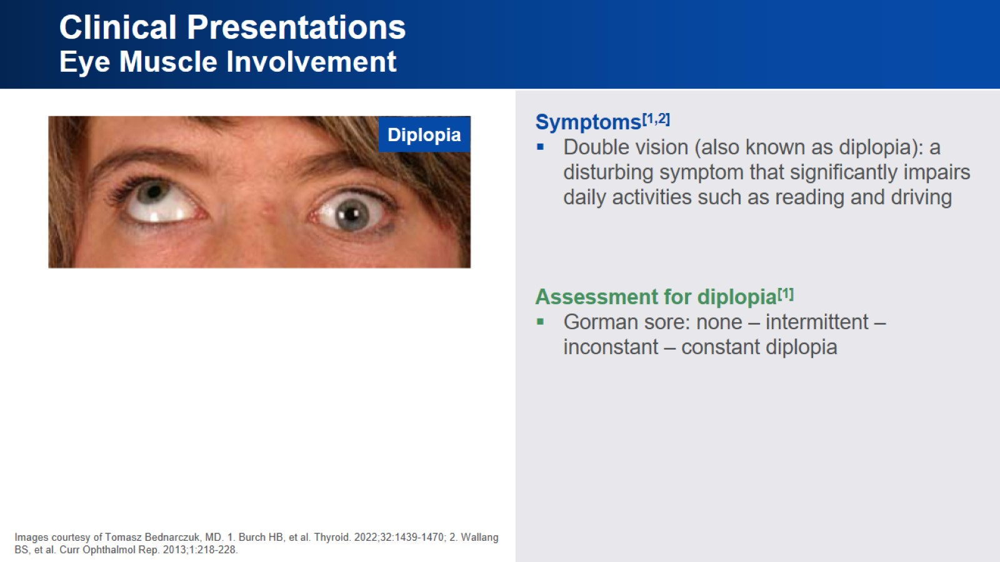 Clinical Presentations
Eye Muscle Involvement
Diplopia
Symptoms[1,2]
▪ Double vision (also known as diplopia): a
disturbing symptom that significantly impairs
daily activities such as reading and driving
Assessment for diplopia[1]
▪ Gorman sore: none – intermittent –
inconstant – constant diplopia
Images courtesy of Tomasz Bednarczuk, MD. 1. Burch HB, et al. Thyroid. 2022;32:1439-1470; 2. Wallang
BS, et al. Curr Ophthalmol Rep. 2013;1:218-228.